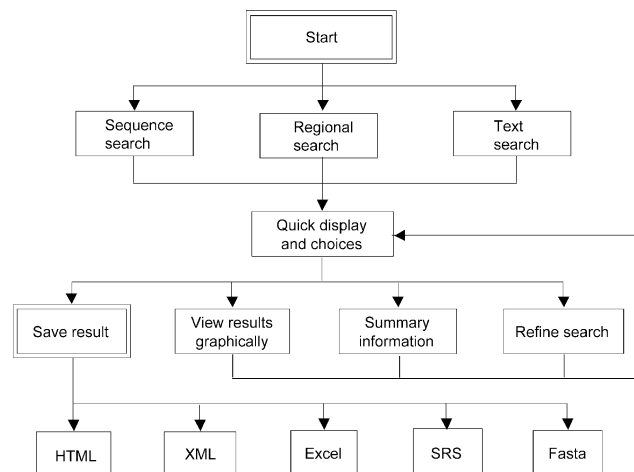 Start
Sequence
search
Regional
search
Text
search
Quick display
and choices
Save result
View results
graphically
Summary
information
Refine search
HTML
XML
Excel
SRS
Fasta